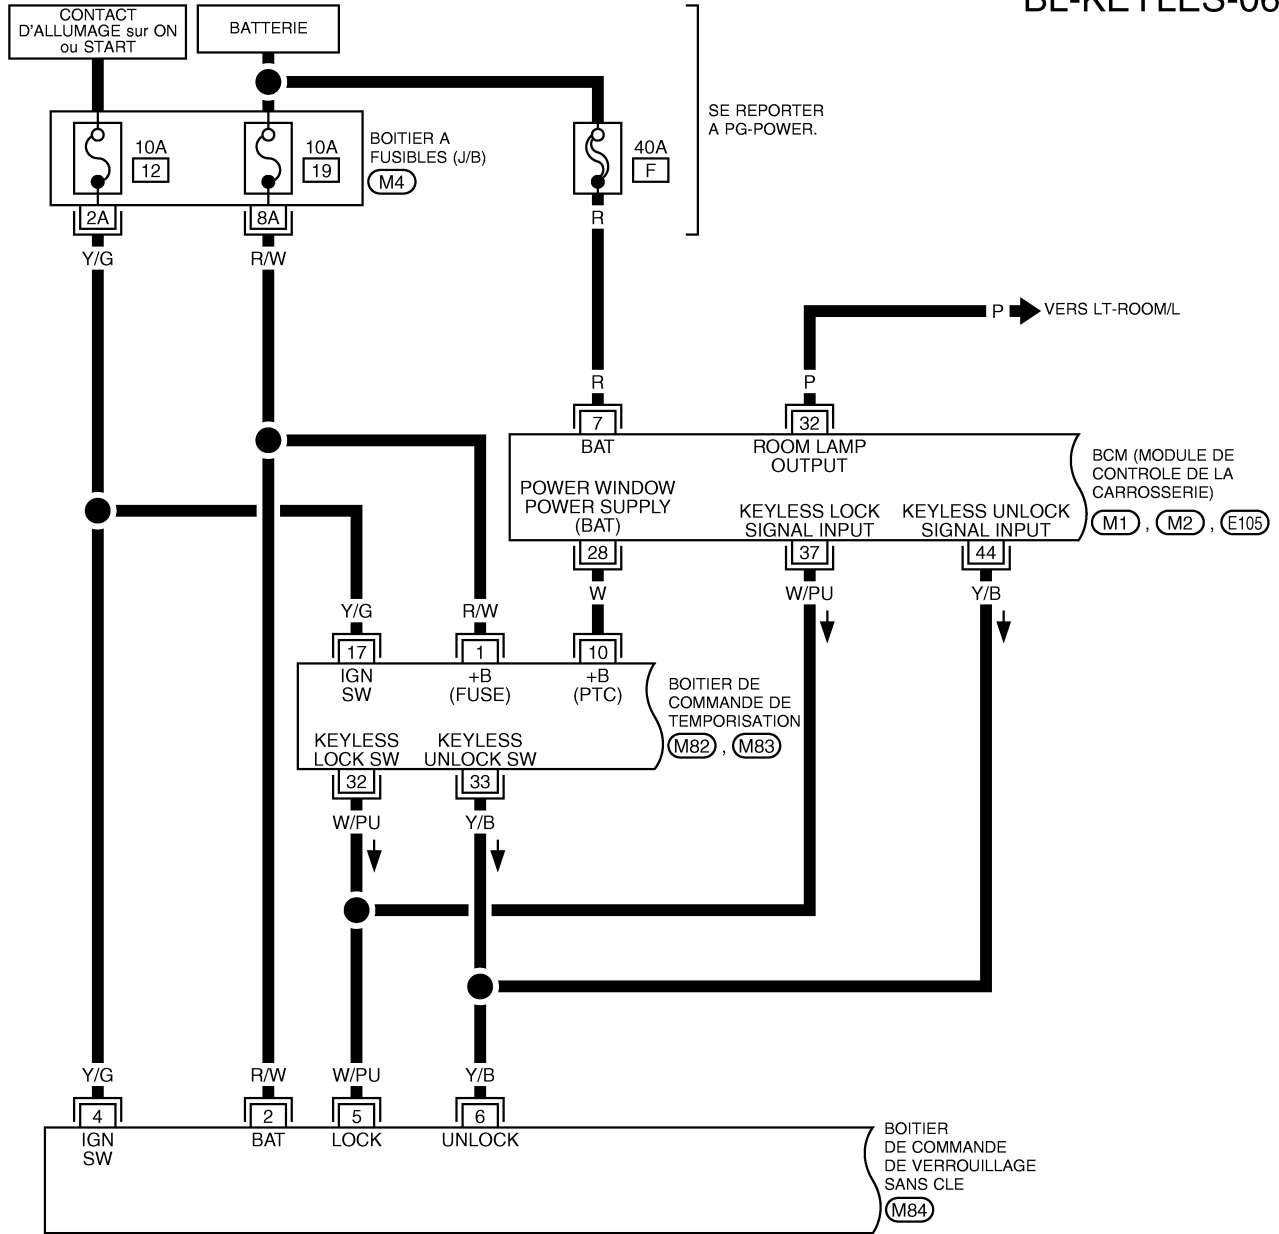 BL-KEYLES-06
CONTACT
D'ALLUMAGE sur ON
ou START
BATTERIE
SE REPORTER
A PG-POWER.
10A
12
10A
19
BOITIER A
FUSIBLES (J/B)
M4
40A
F
2A
8A
R
Y/G
R/W
P
VERS LT-ROOM/L
R
P
7
32
BAT
ROOM LAMP
OUTPUT
BCM (MODULE DE
CONTROLE DE LA
CARROSSERIE)
M1 , M2 , E105
POWER WINDOW
POWER SUPPLY
(BAT)
KEYLESS LOCK
SIGNAL INPUT
KEYLESS UNLOCK
SIGNAL INPUT
28
37
44
W
W/PU
Y/B
Y/G
R/W
17
1
10
IGN
SW
+B
(FUSE)
+B
(PTC)
BOITIER DE
COMMANDE DE
TEMPORISATION
M82 , M83
KEYLESS
LOCK SW
KEYLESS
UNLOCK SW
32
33
W/PU
Y/B
Y/G
R/W
W/PU
Y/B
4
2
5
6
IGN
SW
BAT
LOCK
UNLOCK
BOITIER
DE COMMANDE
DE VERROUILLAGE
SANS CLE
M84